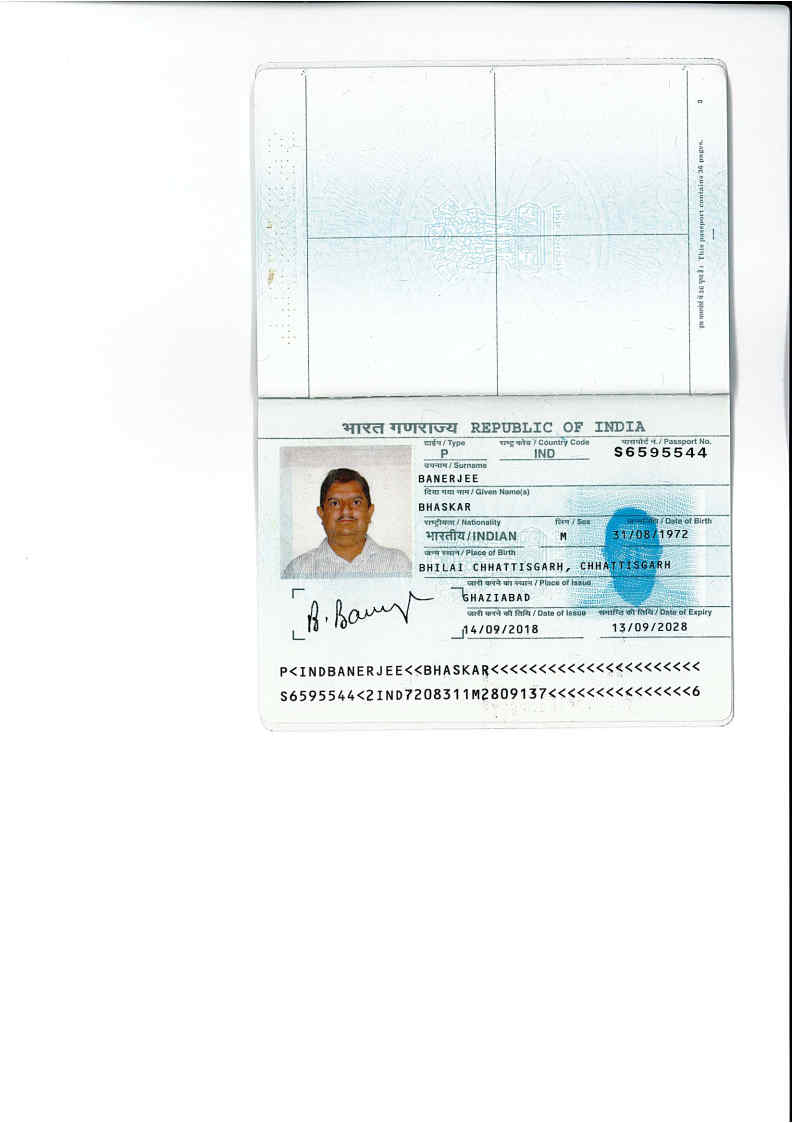 3
इस पासपोर्ट में 36 पृष्ठ हैं। This passport contains 36 pages.
भारत गणराज्य REPUBLIC OF INDIA
टाईप / Type राष्ट्र कोड / Country Code पासपोर्ट नं. / Passport No.
P IND S6595544
उपनाम / Surname
BANERJEE
दिया गया नाम / Given Name(s)
BHASKAR
राष्ट्रीयता / Nationality लिंग / Sex जन्मतिथि / Date of Birth
भारतीय/INDIAN M 31/08/1972
जन्म स्थान / Place of Birth
BHILAI CHHATTISGARH, CHHATTISGARH
जारी करने का स्थान / Place of Issue
GHAZIABAD
जारी करने की तिथि / Date of Issue समाप्ति की तिथि / Date of Expiry
14/09/2018 13/09/2028
B. Banerjee
P<INDBANERJEE<<BHASKAR<<<<<<<<<<<<<<<<<<<<<<
S6595544<2IND7208311M2809137<<<<<<<<<<<<<<<6